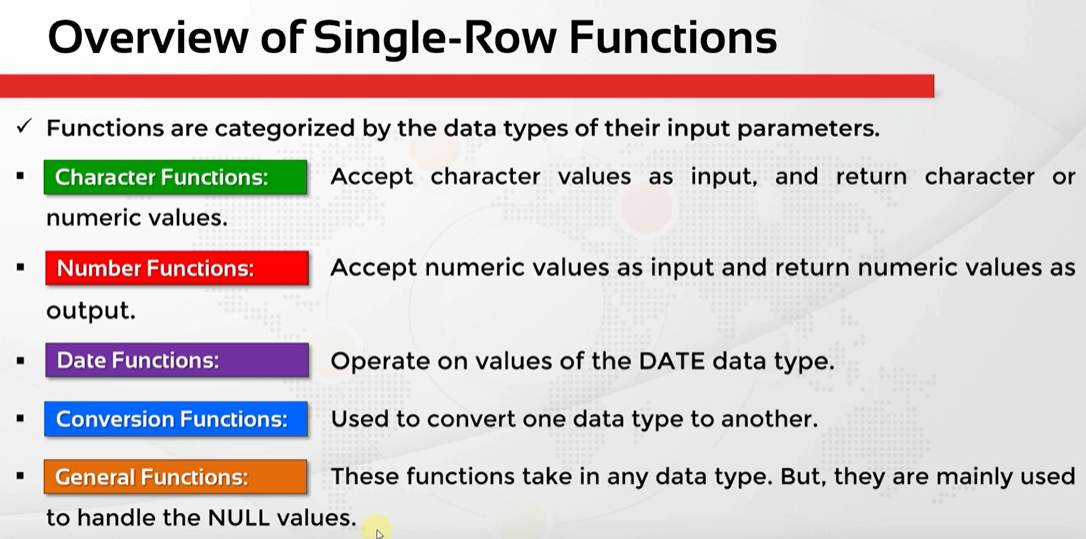 Overview of Single-Row Functions
✓ Functions are categorized by the data types of their input parameters.
▪ Character Functions: Accept character values as input, and return character or
numeric values.
▪ Number Functions: Accept numeric values as input and return numeric values as
output.
▪ Date Functions: Operate on values of the DATE data type.
▪ Conversion Functions: Used to convert one data type to another.
▪ General Functions: These functions take in any data type. But, they are mainly used
to handle the NULL values.